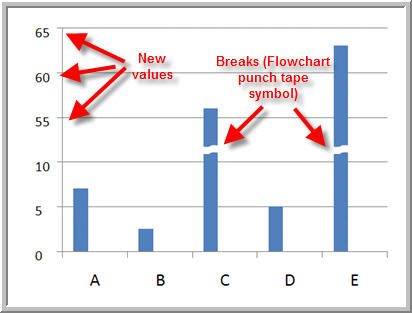 65
60
55
10
5
0
New
values
Breaks (Flowchart
punch tape
symbol)
A B C D E